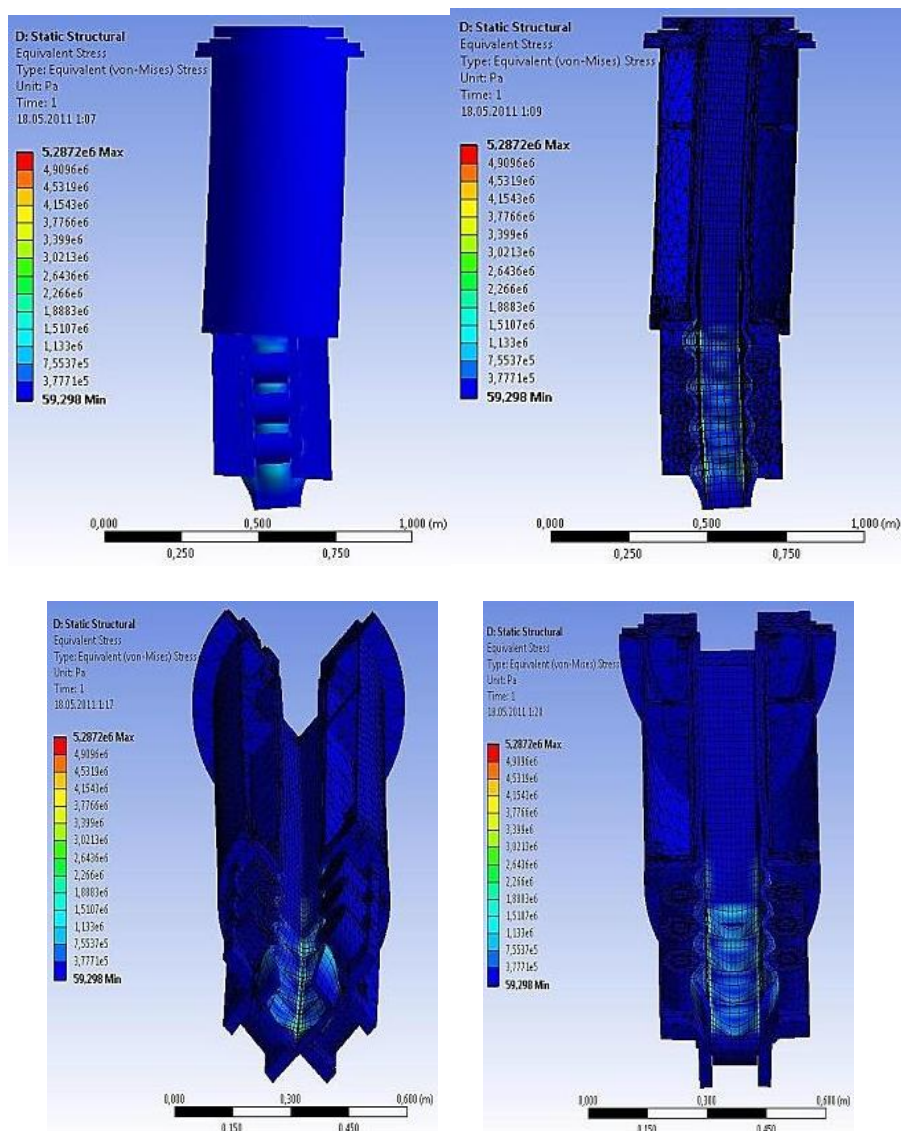 D: Static Structural
Equivalent Stress
Type: Equivalent (von-Mises) Stress
Unit: Pa
Time: 1
18.05.2011 1:07
5,2872e6 Max
4,9096e6
4,5319e6
4,1543e6
3,7766e6
3,399e6
3,0213e6
2,6436e6
2,266e6
1,8883e6
1,5107e6
1,133e6
7,5537e5
3,7771e5
59,298 Min
0,000 0,500 1,000 (m)
0,250 0,750
D: Static Structural
Equivalent Stress
Type: Equivalent (von-Mises) Stress
Unit: Pa
Time: 1
18.05.2011 1:09
5,2872e6 Max
4,9096e6
4,5319e6
4,1543e6
3,7766e6
3,399e6
3,0213e6
2,6436e6
2,266e6
1,8883e6
1,5107e6
1,133e6
7,5537e5
3,7771e5
59,298 Min
0,000 0,500 1,000 (m)
0,250 0,750
D: Static Structural
Equivalent Stress
Type: Equivalent (von-Mises) Stress
Unit: Pa
Time: 1
18.05.2011 1:17
5,2872e6 Max
4,9096e6
4,5319e6
4,1543e6
3,7766e6
3,399e6
3,0213e6
2,6436e6
2,266e6
1,8883e6
1,5107e6
1,133e6
7,5537e5
3,7771e5
59,298 Min
0,000 0,300 0,600 (m)
0,150 0,450
D: Static Structural
Equivalent Stress
Type: Equivalent (von-Mises) Stress
Unit: Pa
Time: 1
18.05.2011
5,2872e6 Max
4,9096e6
4,5319e6
4,1543e6
3,7766e6
3,399e6
3,0213e6
2,6436e6
2,266e6
1,8883e6
1,5107e6
1,133e6
7,5537e5
3,7771e5
59,298 Min
0,000 0,300 0,600 (m)
0,150 0,450